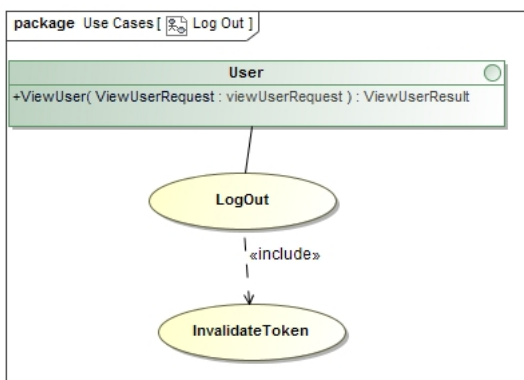 package Use Cases [ Log Out ]
User
+ViewUser( ViewUserRequest : viewUserRequest ) : ViewUserResult
LogOut
«include»
InvalidateToken